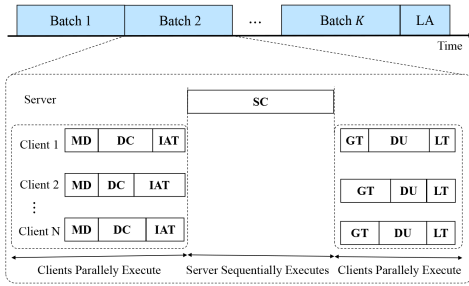 Batch 1 Batch 2 ... Batch K LA
Time
Server SC
Client 1 MD DC IAT GT DU LT
Client 2 MD DC IAT GT DU LT
⋮
Client N MD DC IAT GT DU LT
Clients Parallely Execute Server Sequentially Executes Clients Parallely Execute